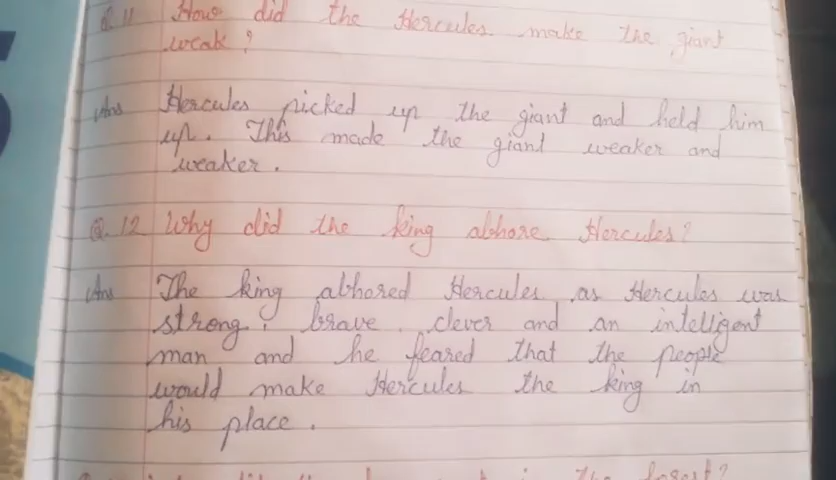 Q.11 How did the Hercules make the giant
weak ?
Ans Hercules picked up the giant and held him
up. This made the giant weaker and
weaker.
Q.12 Why did the king abhore Hercules?
Ans The king abhored Hercules as Hercules was
strong, brave, clever and an intelligent
man and he feared that the people
would make Hercules the king in
his place.
the forest?